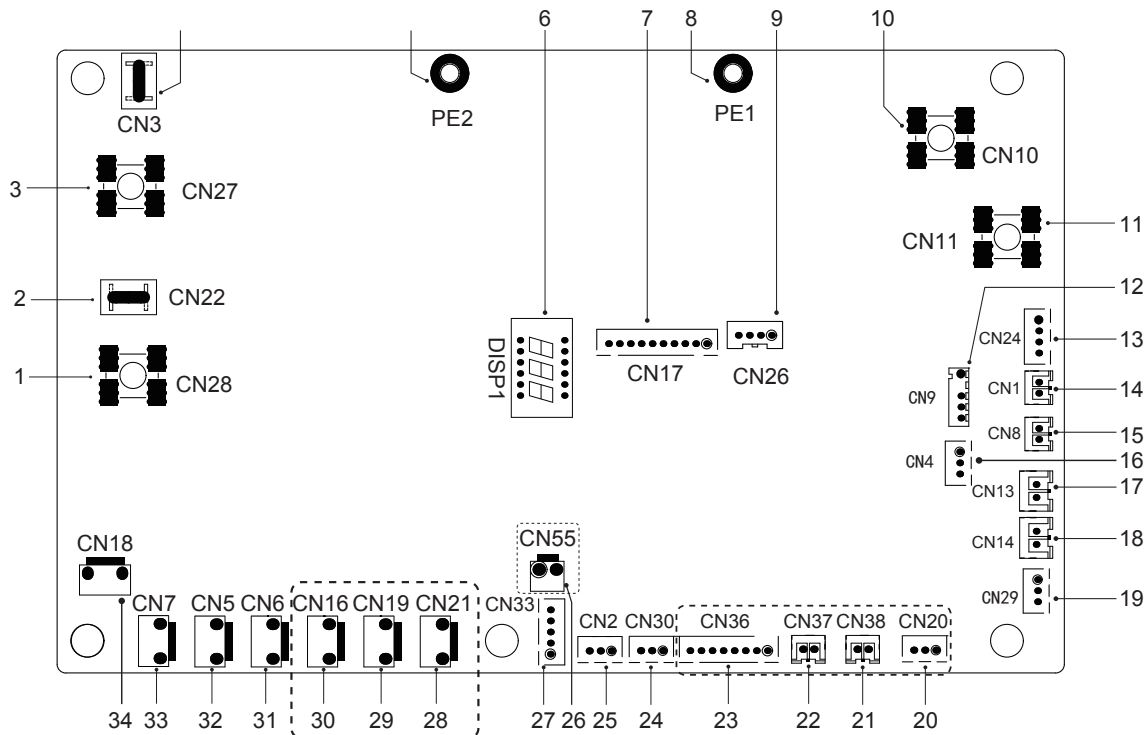 6 7 8 9
10
CN3 PE2 PE1
CN10
3 CN27
CN11 11
12
2 CN22
CN24 13
DISP1
CN17 CN26
1 CN28
CN9 CN1 14
CN8 15
CN4 16
CN13 17
CN14 18
CN18 CN55
CN29 19
CN7 CN5 CN6 CN16 CN19 CN21 CN33 CN2 CN30 CN36 CN37 CN38 CN20
34 33 32 31 30 29 28 27 26 25 24 23 22 21 20